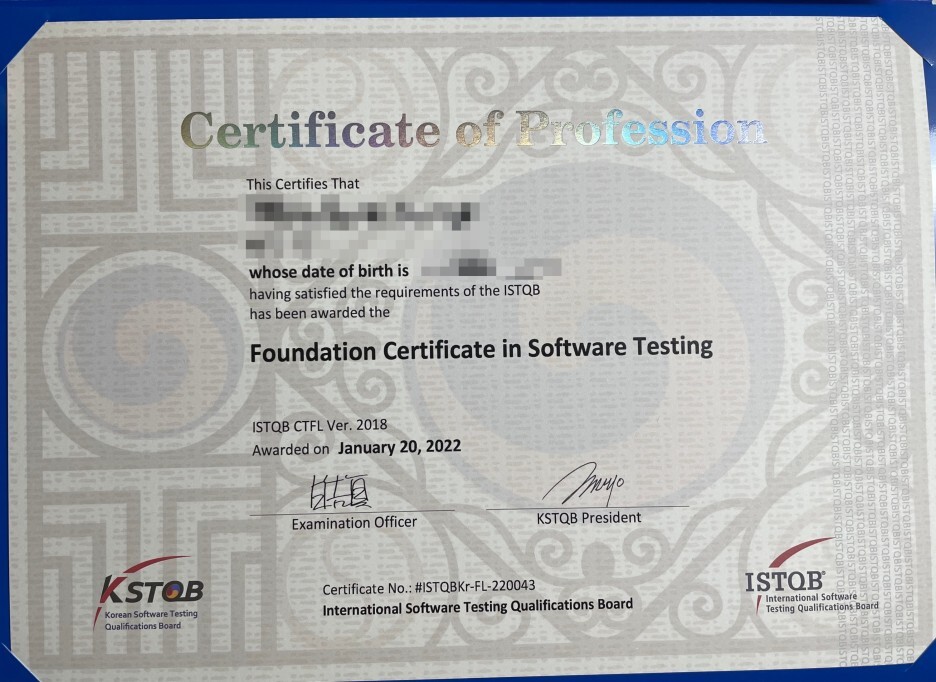 Certificate of Profession
This Certifies That
whose date of birth is
having satisfied the requirements of the ISTQB
has been awarded the
Foundation Certificate in Software Testing
ISTQB CTFL Ver. 2018
Awarded on January 20, 2022
Examination Officer
KSTQB President
KSTQB
Korean Software Testing
Qualifications Board
Certificate No.: #ISTQBKr-FL-220043
International Software Testing Qualifications Board
ISTQB®
International Software
Testing Qualifications Board